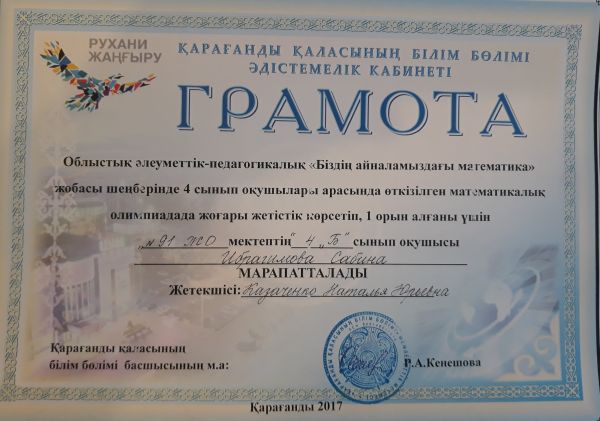 РУХАНИ
ЖАҢҒЫРУ
ҚАРАҒАНДЫ ҚАЛАСЫНЫҢ БІЛІМ БӨЛІМІ
ӘДІСТЕМЕЛІК КАБИНЕТІ
ГРАМОТА
Облыстық әлеуметтік-педагогикалық «Біздің айналамыздағы математика»
жобасы шеңберінде 4 сынып оқушылары арасында өткізілген математикалық
олимпиадада жоғары жетістік көрсетіп, 1 орын алғаны үшін
„№91 ЖО мектептің" 4 „Б" сынып оқушысы
Ибрагимова Сабина
МАРАПАТТАЛАДЫ
Жетекшісі: Казаченко Наталья Юрьевна
Қарағанды қаласының
білім бөлімі басшысының м.а:
Р.А.Кенешова
Қарағанды 2017